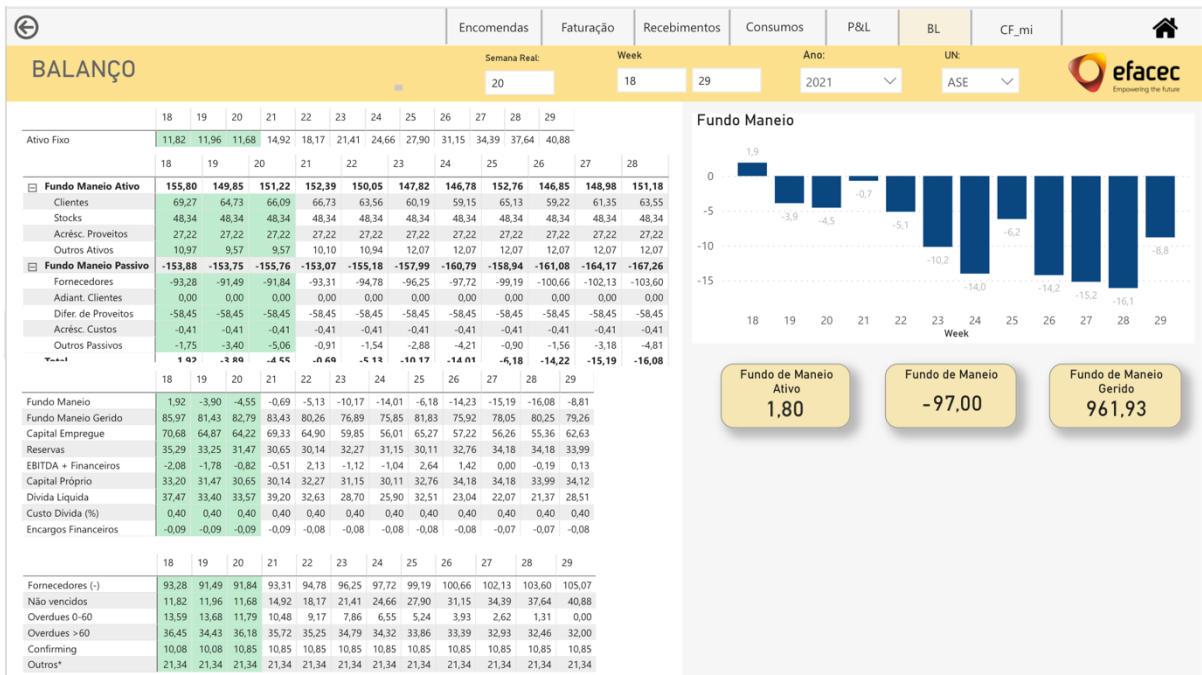 Encomendas Faturação Recebimentos Consumos P&L BL CF_mi
BALANÇO
Semana Real: Week Ano: UN:
20 18 29 2021 ASE
efacec
Empowering the future
18 19 20 21 22 23 24 25 26 27 28 29
Ativo Fixo 11,82 11,96 11,68 14,92 18,17 21,41 24,66 27,90 31,15 34,39 37,64 40,88
18 19 20 21 22 23 24 25 26 27 28
Fundo Maneio Ativo 155,80 149,85 151,22 152,39 150,05 147,82 146,78 152,76 146,85 148,98 151,18
Clientes 69,27 64,73 66,09 66,73 63,56 60,19 59,15 65,13 59,22 61,35 63,55
Stocks 48,34 48,34 48,34 48,34 48,34 48,34 48,34 48,34 48,34 48,34 48,34
Acrésc. Proveitos 27,22 27,22 27,22 27,22 27,22 27,22 27,22 27,22 27,22 27,22 27,22
Outros Ativos 10,97 9,57 9,57 10,10 10,94 12,07 12,07 12,07 12,07 12,07 12,07
Fundo Maneio Passivo -153,88 -153,75 -155,76 -153,07 -155,18 -157,99 -160,79 -158,94 -161,08 -164,17 -167,26
Fornecedores -93,28 -91,49 -91,84 -93,31 -94,78 -96,25 -97,72 -99,19 -100,66 -102,13 -103,60
Adiant. Clientes 0,00 0,00 0,00 0,00 0,00 0,00 0,00 0,00 0,00 0,00 0,00
Difer. de Proveitos -58,45 -58,45 -58,45 -58,45 -58,45 -58,45 -58,45 -58,45 -58,45 -58,45 -58,45
Acrésc. Custos -0,41 -0,41 -0,41 -0,41 -0,41 -0,41 -0,41 -0,41 -0,41 -0,41 -0,41
Outros Passivos -1,75 -3,40 -5,06 -0,91 -1,54 -2,88 -4,21 -0,90 -1,56 -3,18 -4,81
Total 1,92 -3,89 -4,55 -0,69 -5,13 -10,17 -14,01 -6,18 -14,22 -15,19 -16,08
18 19 20 21 22 23 24 25 26 27 28 29
Fundo Maneio 1,92 -3,90 -4,55 -0,69 -5,13 -10,17 -14,01 -6,18 -14,23 -15,19 -16,08 -8,81
Fundo Maneio Gerido 85,97 81,43 82,79 83,43 80,26 76,89 75,85 81,83 75,92 78,05 80,25 79,26
Capital Empregue 70,68 64,87 64,22 69,33 64,90 59,85 56,01 65,27 57,22 56,26 55,36 62,63
Reservas 35,29 33,25 31,47 30,65 30,14 32,27 31,15 30,11 32,76 34,18 34,18 33,99
EBITDA + Financeiros -2,08 -1,78 -0,82 -0,51 2,13 -1,12 -1,04 2,64 1,42 0,00 -0,19 0,13
Capital Próprio 33,20 31,47 30,65 30,14 32,27 31,15 30,11 32,76 34,18 34,18 33,99 34,12
Divida Líquida 37,47 33,40 33,57 39,20 32,63 28,70 25,90 32,51 23,04 22,07 21,37 28,51
Custo Dívida (%) 0,40 0,40 0,40 0,40 0,40 0,40 0,40 0,40 0,40 0,40 0,40 0,40
Encargos Financeiros -0,09 -0,09 -0,09 -0,09 -0,08 -0,08 -0,08 -0,08 -0,08 -0,07 -0,07 -0,08
18 19 20 21 22 23 24 25 26 27 28 29
Fornecedores (-) 93,28 91,49 91,84 93,31 94,78 96,25 97,72 99,19 100,66 102,13 103,60 105,07
Não vencidos 11,82 11,96 11,68 14,92 18,17 21,41 24,66 27,90 31,15 34,39 37,64 40,88
Overdues 0-60 13,59 13,68 11,79 10,48 9,17 7,86 6,55 5,24 3,93 2,62 1,31 0,00
Overdues >60 36,45 34,43 36,18 35,72 35,25 34,79 34,32 33,86 33,39 32,93 32,46 32,00
Confirming 10,08 10,08 10,85 10,85 10,85 10,85 10,85 10,85 10,85 10,85 10,85 10,85
Outros* 21,34 21,34 21,34 21,34 21,34 21,34 21,34 21,34 21,34 21,34 21,34 21,34
Fundo Maneio
1,9
0
-0,7
-3,9 -4,5 -5,1
-5
-6,2
-8,8
-10
-10,2
-14,0 -14,2
-15
-15,2 -16,1
18 19 20 21 22 23 24 25 26 27 28 29
Week
Fundo de Maneio
Ativo
1,80
Fundo de Maneio
-97,00
Fundo de Maneio
Gerido
961,93